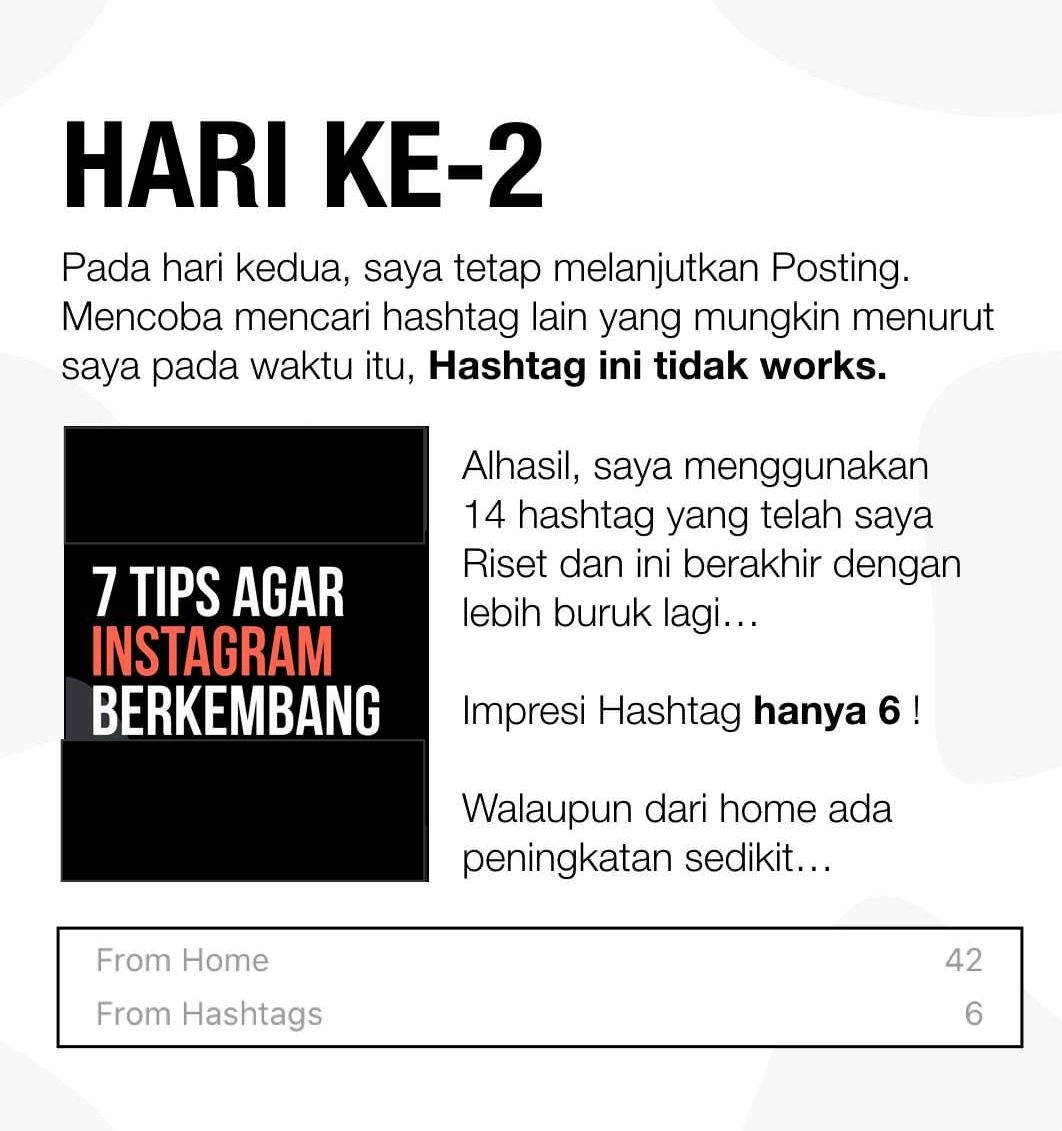 HARI KE-2
Pada hari kedua, saya tetap melanjutkan Posting.
Mencoba mencari hashtag lain yang mungkin menurut
saya pada waktu itu, Hashtag ini tidak works.
7 TIPS AGAR
INSTAGRAM
BERKEMBANG
Alhasil, saya menggunakan
14 hashtag yang telah saya
Riset dan ini berakhir dengan
lebih buruk lagi...
Impresi Hashtag hanya 6 !
Walaupun dari home ada
peningkatan sedikit...
From Home 42
From Hashtags 6